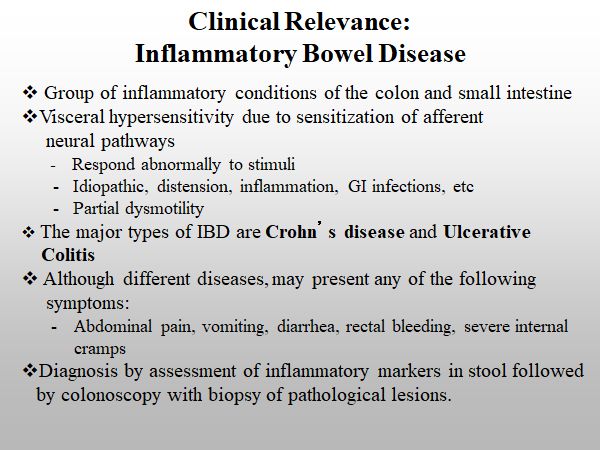 Clinical Relevance:
Inflammatory Bowel Disease
❖ Group of inflammatory conditions of the colon and small intestine
❖Visceral hypersensitivity due to sensitization of afferent
neural pathways
- Respond abnormally to stimuli
- Idiopathic, distension, inflammation, GI infections, etc
- Partial dysmotility
❖ The major types of IBD are Crohn’s disease and Ulcerative
Colitis
❖ Although different diseases, may present any of the following
symptoms:
- Abdominal pain, vomiting, diarrhea, rectal bleeding, severe internal
cramps
❖Diagnosis by assessment of inflammatory markers in stool followed
by colonoscopy with biopsy of pathological lesions.